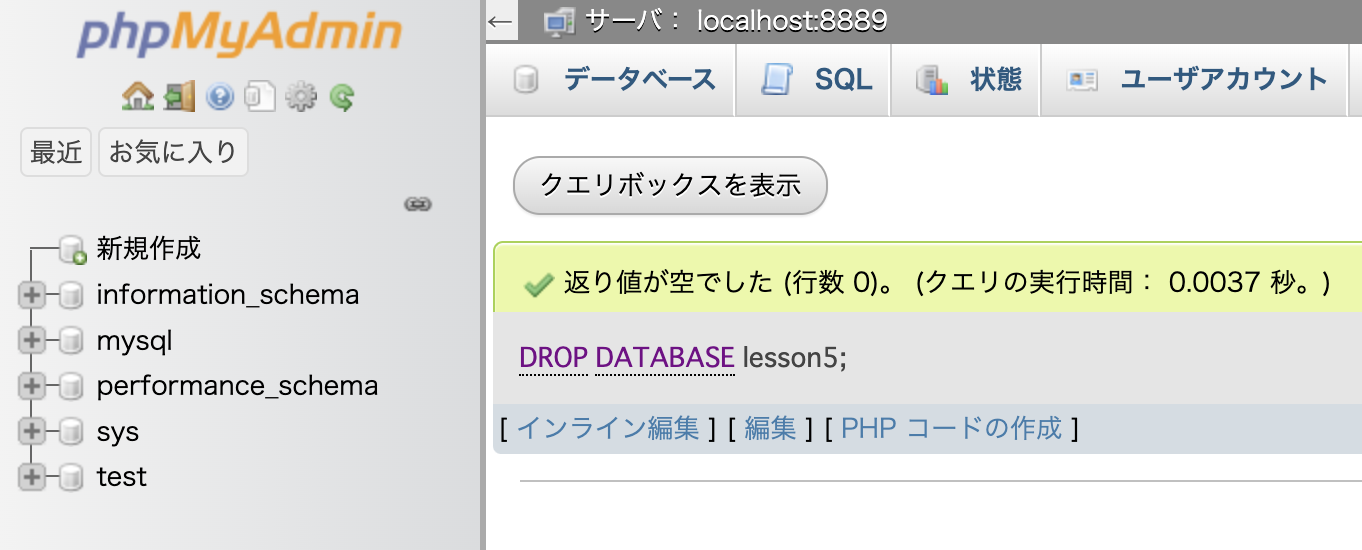 phpMyAdmin
最近 お気に入り
新規作成
information_schema
mysql
performance_schema
sys
test
← サーバ： localhost:8889
データベース SQL 状態 ユーザアカウント
クエリボックスを表示
返り値が空でした (行数 0)。 (クエリの実行時間： 0.0037 秒。)
DROP DATABASE lesson5;
[ インライン編集 ] [ 編集 ] [ PHP コードの作成 ]